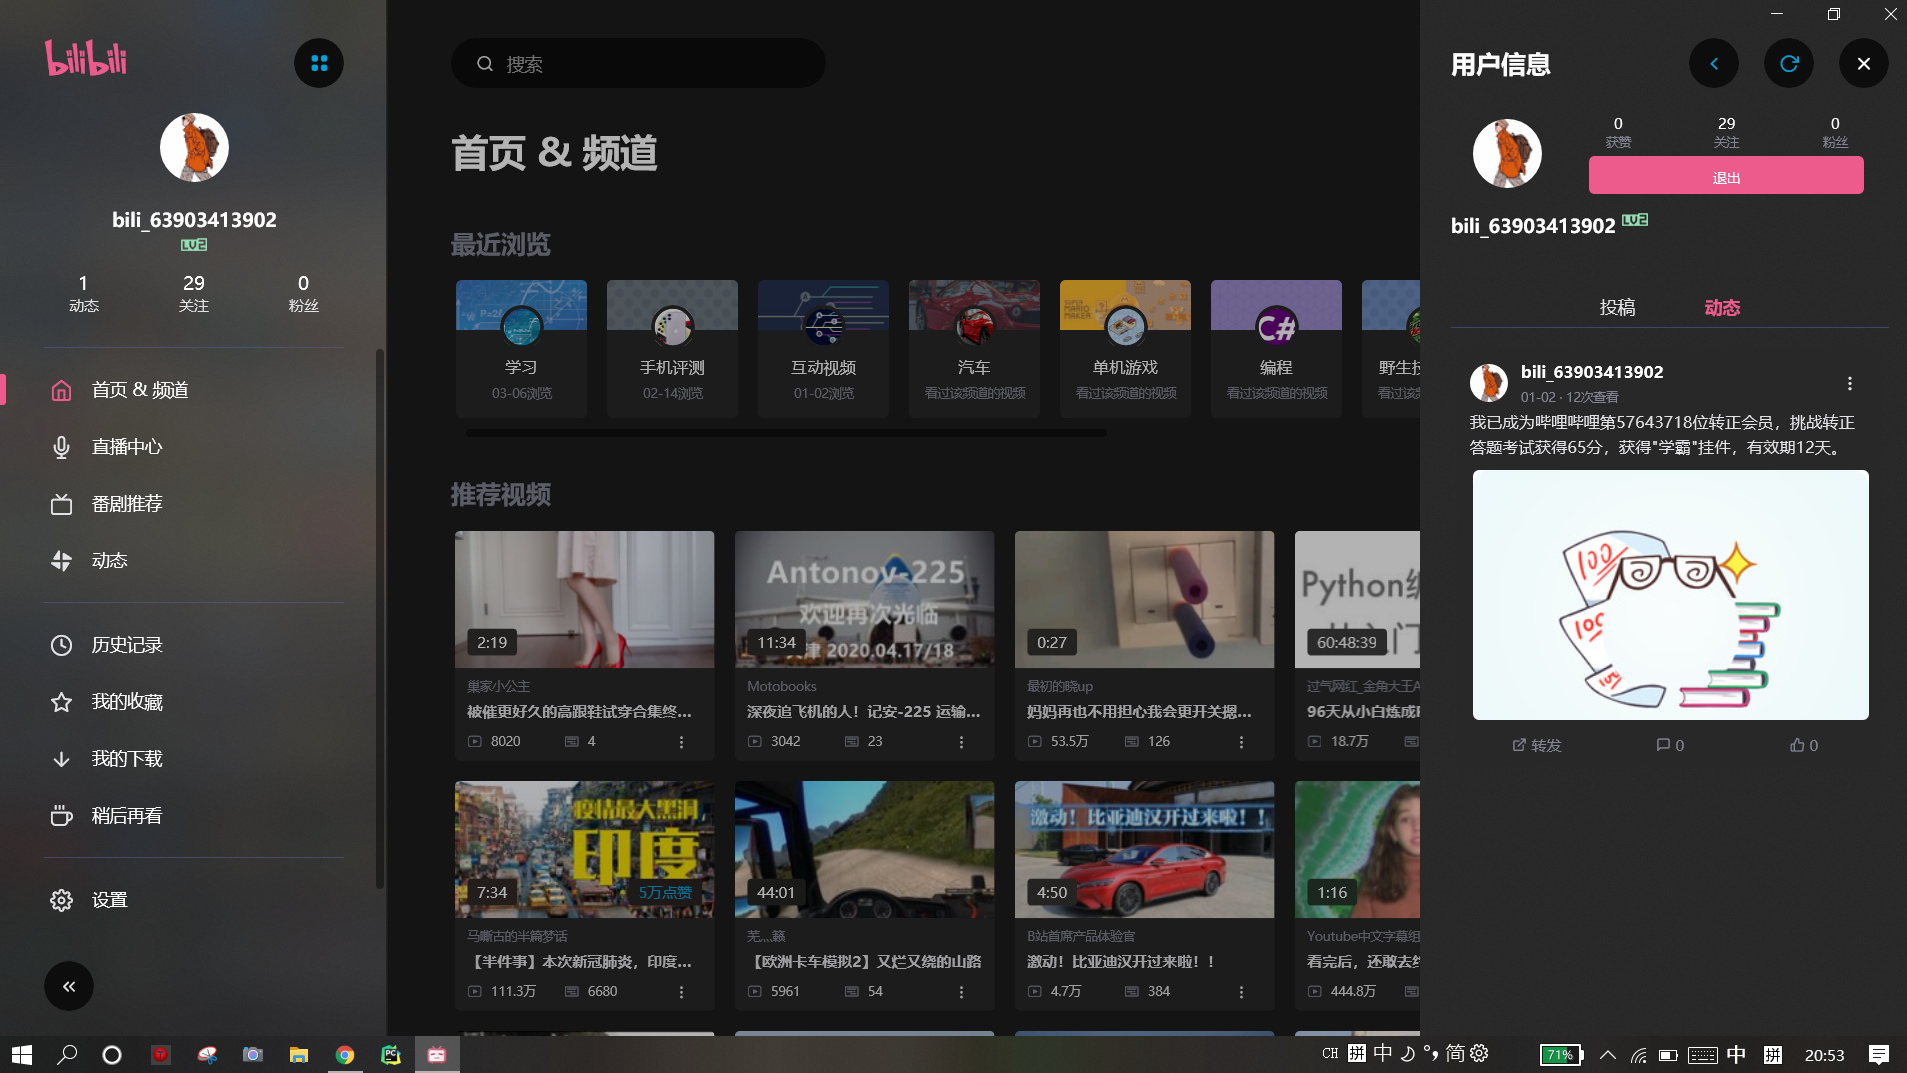 bilibili
bili_63903413902
LV2
1
动态
29
关注
0
粉丝
首页 & 频道
直播中心
番剧推荐
动态
历史记录
我的收藏
我的下载
稍后再看
设置
搜索
首页 & 频道
最近浏览
学习
03-06浏览
手机评测
02-14浏览
互动视频
01-02浏览
SUPER MARIO MAKER
汽车
看过该频道的视频
单机游戏
看过该频道的视频
C#
编程
看过该频道的视频
野生技
看过该
推荐视频
2:19
巢家小公主
被催更好久的高跟鞋试穿合集终...
8020
4
Antonov-225
欢迎再次光临
津 2020.04.17/18
11:34
Motobooks
深夜追飞机的人！记安-225 运输...
3042
23
0:27
最初的晓up
妈妈再也不用担心我会更开关摁...
53.5万
126
Python编
入门
60:48:39
过气网红_金角大王A
96天从小白炼成P
18.7万
疫情最大黑洞
印度
7:34
5万点赞
马嘶古的半篇梦话
【半件事】本次新冠肺炎，印度...
111.3万
6680
44:01
【欧洲卡车模拟2】又烂又绕的山路
5961
54
激动！比亚迪汉开过来啦！！
4:50
B站首席产品体验官
激动！比亚迪汉开过来啦！！
4.7万
384
1:16
Youtube中文字幕组
看完后，还敢去纟
444.8万
用户信息
0
获赞
29
关注
0
粉丝
退出
bili_63903413902 LV2
投稿
动态
bili_63903413902
01-02 · 12次查看
我已成为哔哩哔哩第57643718位转正会员，挑战转正
答题考试获得65分，获得"学霸"挂件，有效期12天。
100
100
转发
0
0
CH 拼 中 简
71%
中
拼
20:53